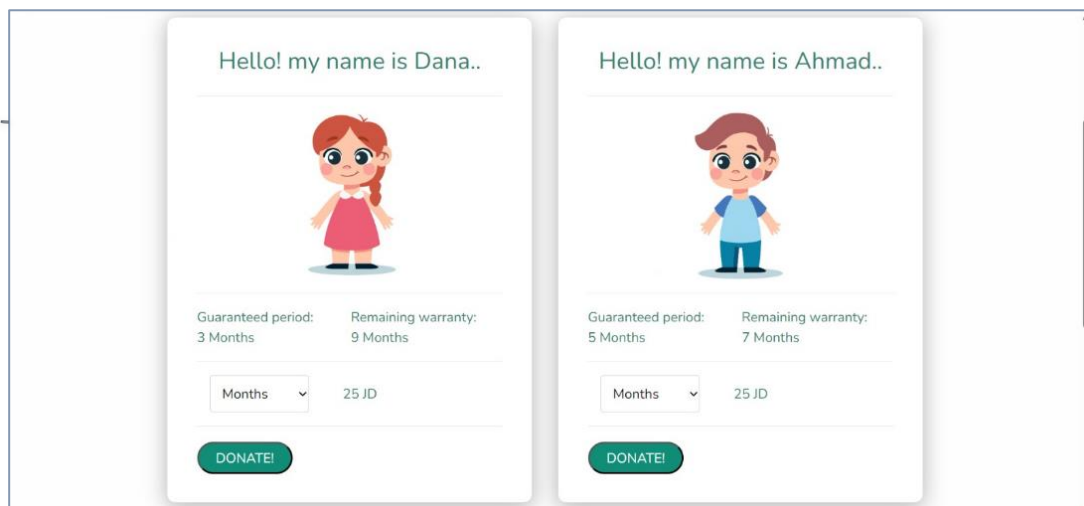 Hello! my name is Dana..
Guaranteed period:
3 Months
Remaining warranty:
9 Months
Months
25 JD
DONATE!
Hello! my name is Ahmad..
Guaranteed period:
5 Months
Remaining warranty:
7 Months
Months
25 JD
DONATE!